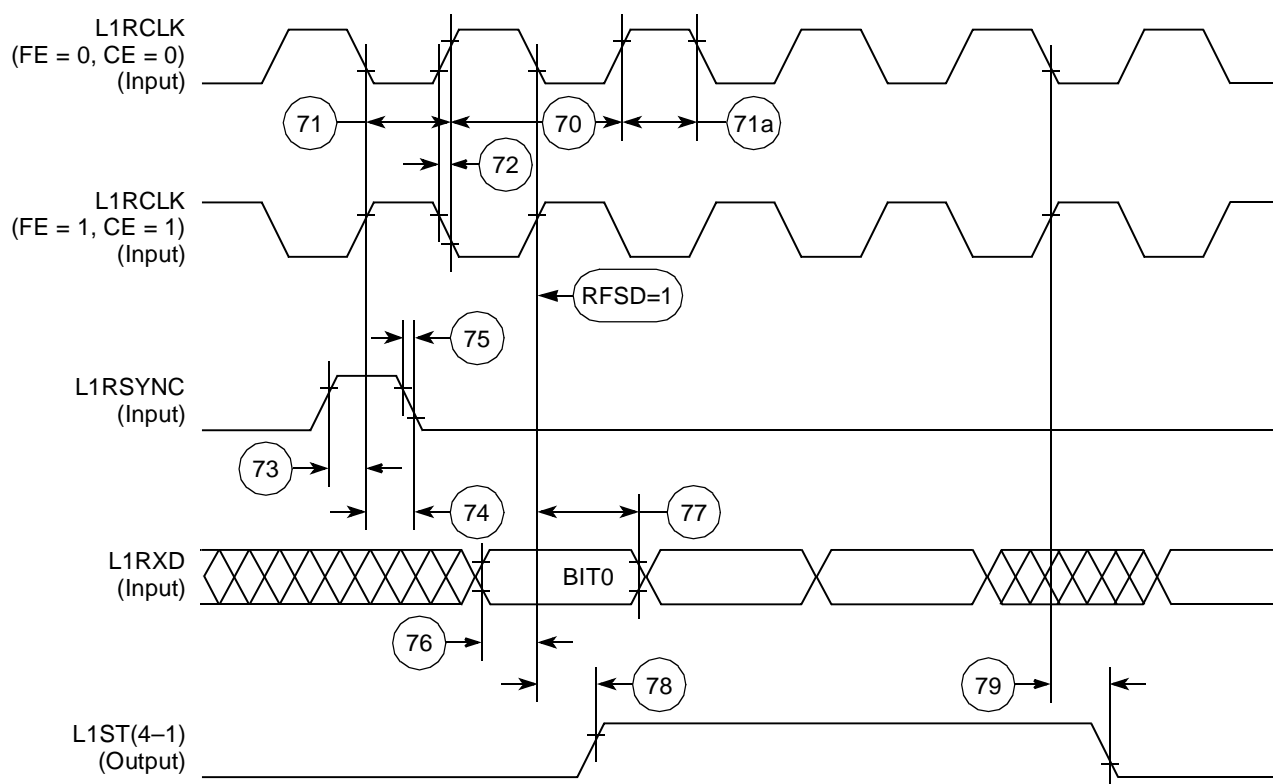 L1RCLK
(FE = 0, CE = 0)
(Input)
71
70
71a
72
L1RCLK
(FE = 1, CE = 1)
(Input)
RFSD=1
75
L1RSYNC
(Input)
73
74
77
L1RXD
(Input)
BIT0
76
78
79
L1ST(4–1)
(Output)